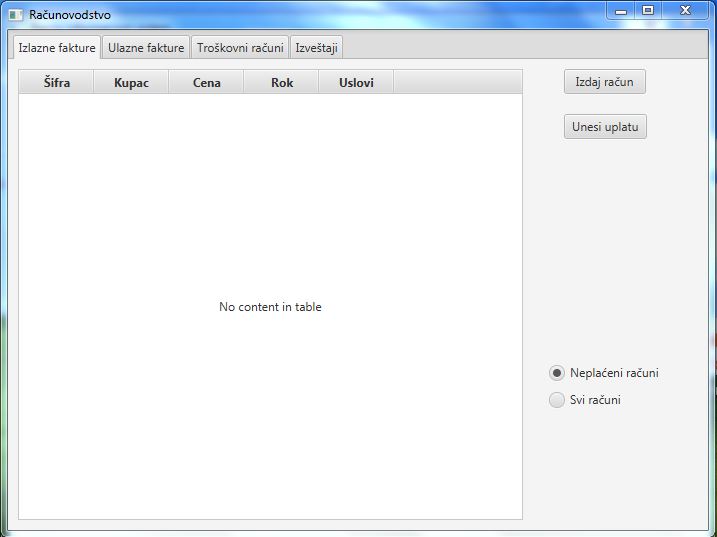 Računovodstvo
Izlazne fakture Ulazne fakture Troškovni računi Izveštaji
Šifra Kupac Cena Rok Uslovi
Izdaj račun
Unesi uplatu
No content in table
Neplaćeni računi
Svi računi